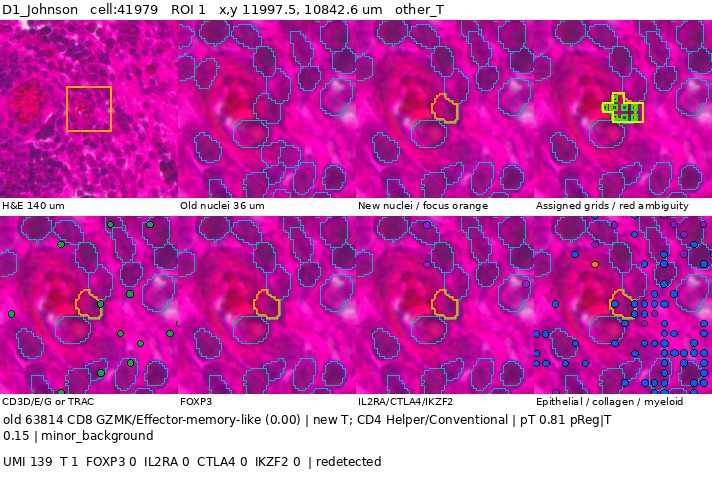 D1_Johnson   cell:41979   ROI 1   x,y 11997.5, 10842.6 um   other_T
H&E 140 um
Old nuclei 36 um
New nuclei / focus orange
Assigned grids / red ambiguity
CD3D/E/G or TRAC
FOXP3
IL2RA/CTLA4/IKZF2
Epithelial / collagen / myeloid
old 63814 CD8 GZMK/Effector-memory-like (0.00) | new T; CD4 Helper/Conventional | pT 0.81 pReg|T
0.15 | minor_background
UMI 139  T 1  FOXP3 0  IL2RA 0  CTLA4 0  IKZF2 0  | redetected